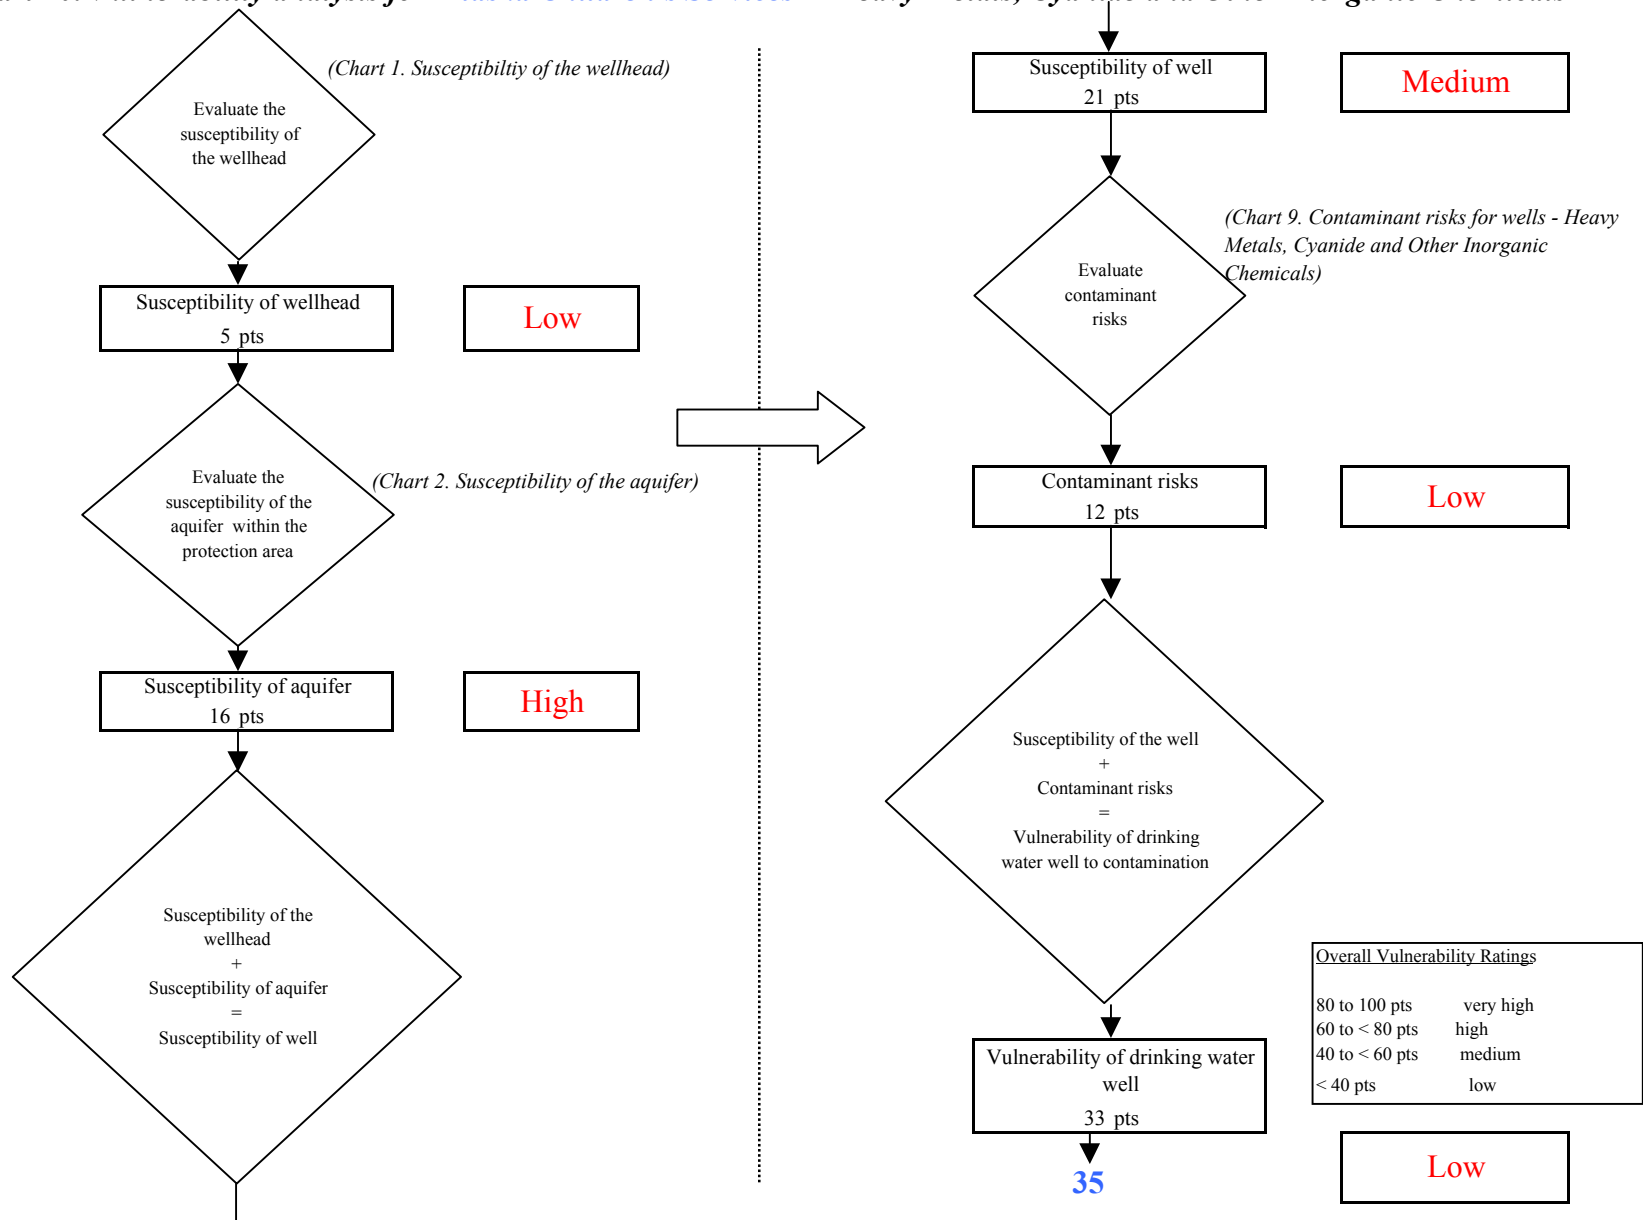 (Chart 1. Susceptibiltiy of the wellhead)
Evaluate the
susceptibility of
the wellhead
Susceptibility of wellhead
5 pts
Low
(Chart 2. Susceptibility of the aquifer)
Evaluate the
susceptibility of the
aquifer within the
protection area
Susceptibility of aquifer
16 pts
High
Susceptibility of the
wellhead
+
Susceptibility of aquifer
=
Susceptibility of well
Susceptibility of well
21 pts
Medium
(Chart 9. Contaminant risks for wells - Heavy
Metals, Cyanide and Other Inorganic
Chemicals)
Evaluate
contaminant
risks
Contaminant risks
12 pts
Low
Susceptibility of the well
+
Contaminant risks
=
Vulnerability of drinking
water well to contamination
Overall Vulnerability Ratings
80 to 100 pts very high
60 to < 80 pts high
40 to < 60 pts medium
< 40 pts low
Vulnerability of drinking water
well
33 pts
35
Low